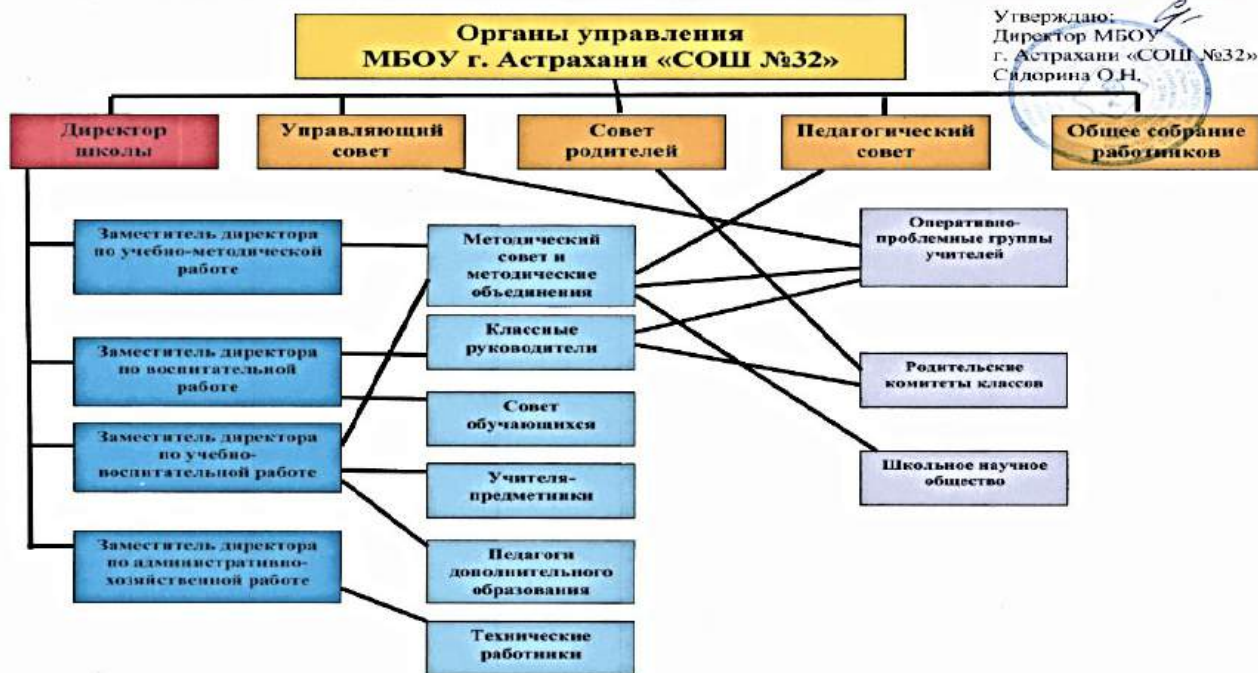 Органы управления
МБОУ г. Астрахани «СОШ №32»
Утверждаю:
Директор МБОУ
г. Астрахани «СОШ №32»
Сидорина О.Н.
Директор
школы
Управляющий
совет
Совет
родителей
Педагогический
совет
Общее собрание
работников
Заместитель директора
по учебно-методической
работе
Заместитель директора
по воспитательной
работе
Заместитель директора
по учебно-
воспитательной работе
Заместитель директора
по административно-
хозяйственной работе
Методический
совет и
методические
объединения
Классные
руководители
Совет
обучающихся
Учителя-
предметники
Педагоги
дополнительного
образования
Технические
работники
Оперативно-
проблемные группы
учителей
Родительские
комитеты классов
Школьное научное
общество